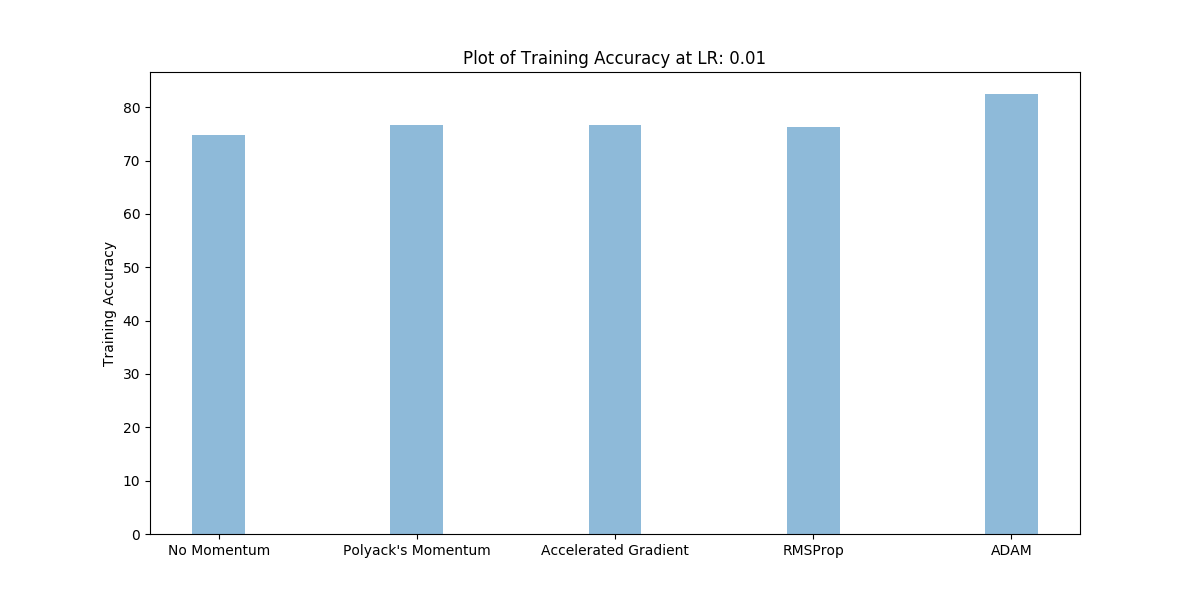 Plot of Training Accuracy at LR: 0.01
Training Accuracy
80
70
60
50
40
30
20
10
0
No Momentum
Polyack's Momentum
Accelerated Gradient
RMSProp
ADAM